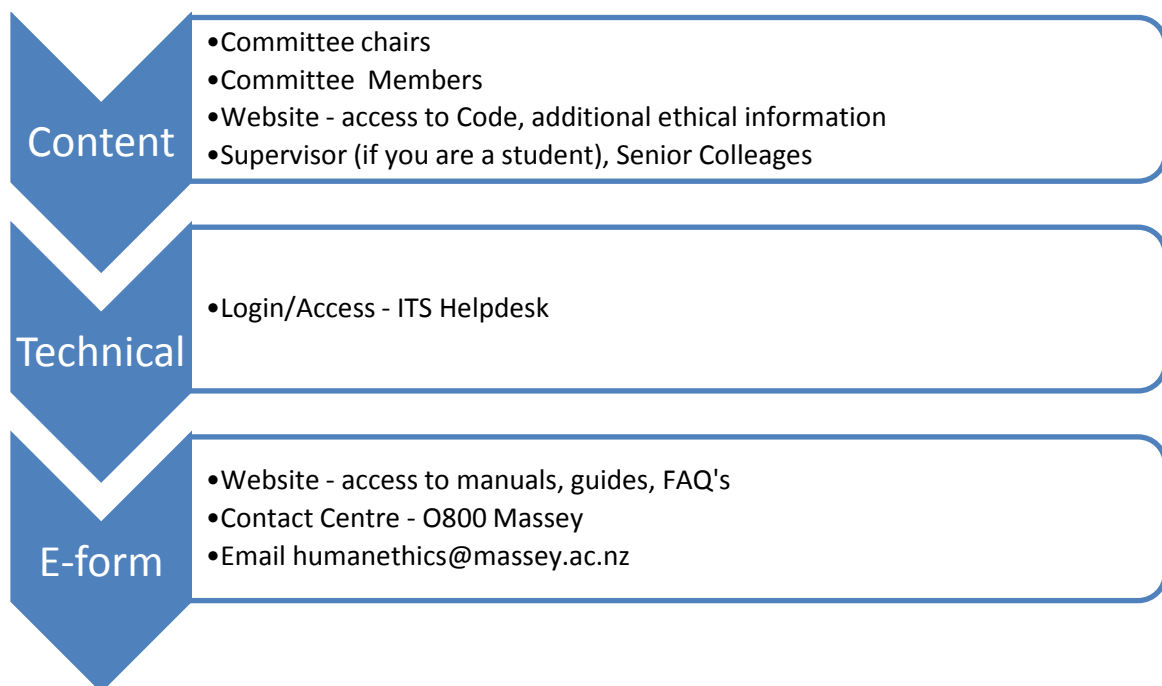 Content
•Committee chairs
•Committee  Members
•Website - access to Code, additional ethical information
•Supervisor (if you are a student), Senior Colleages
Technical
•Login/Access - ITS Helpdesk
E-form
•Website - access to manuals, guides, FAQ's
•Contact Centre - O800 Massey
•Email humanethics@massey.ac.nz